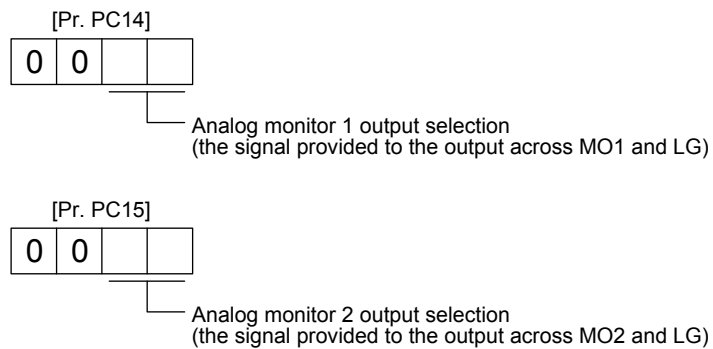 [Pr. PC14]
0 0
Analog monitor 1 output selection
(the signal provided to the output across MO1 and LG)
[Pr. PC15]
0 0
Analog monitor 2 output selection
(the signal provided to the output across MO2 and LG)